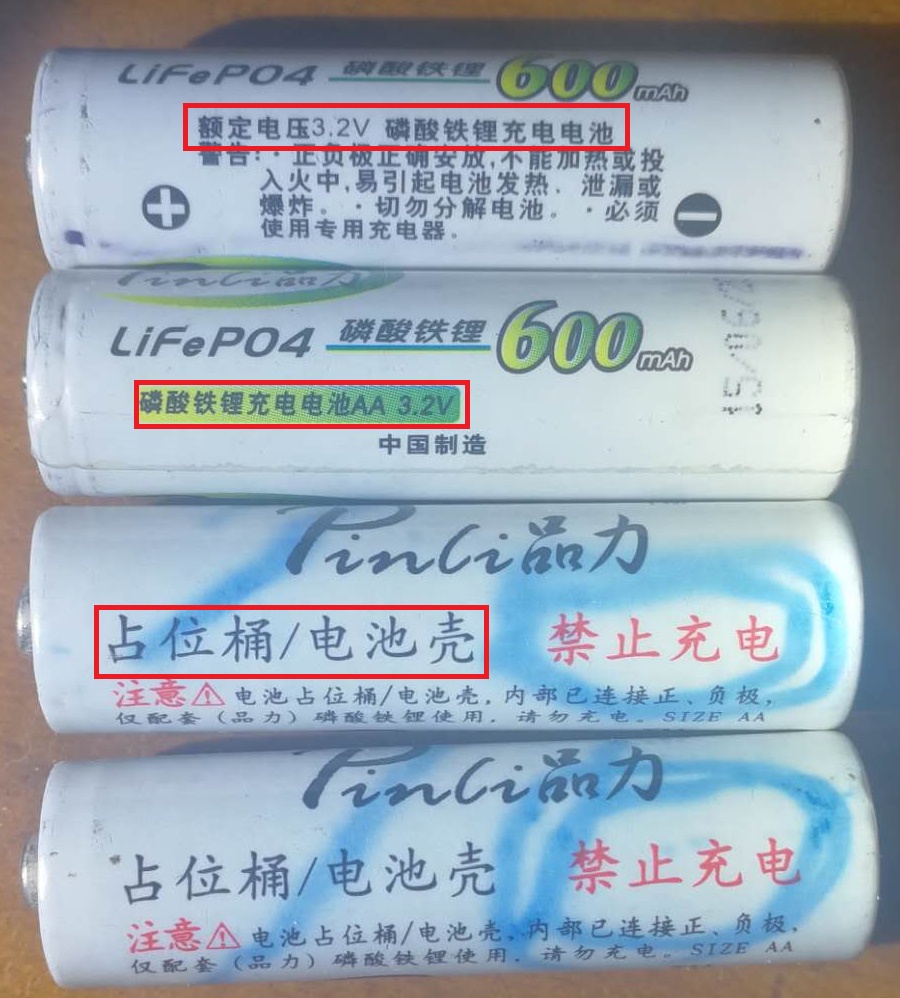 LiFePO4 磷酸铁锂 600mAh
额定电压3.2V 磷酸铁锂充电电池
警告:·正负极正确安放,不能加热或投
入火中,易引起电池发热、泄漏或
爆炸。·切勿分解电池。·必须
使用专用充电器。
PinLi品力
LiFePO4 磷酸铁锂 600mAh
磷酸铁锂充电电池AA 3.2V
中国制造
15/06/
PinLi品力
占位桶/电池壳 禁止充电
注意⚠电池占位桶/电池壳,内部已连接正、负极,
仅配套(品力)磷酸铁锂使用,请勿充电。SIZE AA
PinLi品力
占位桶/电池壳 禁止充电
注意⚠电池占位桶/电池壳,内部已连接正、负极,
仅配套(品力)磷酸铁锂使用,请勿充电。SIZE AA